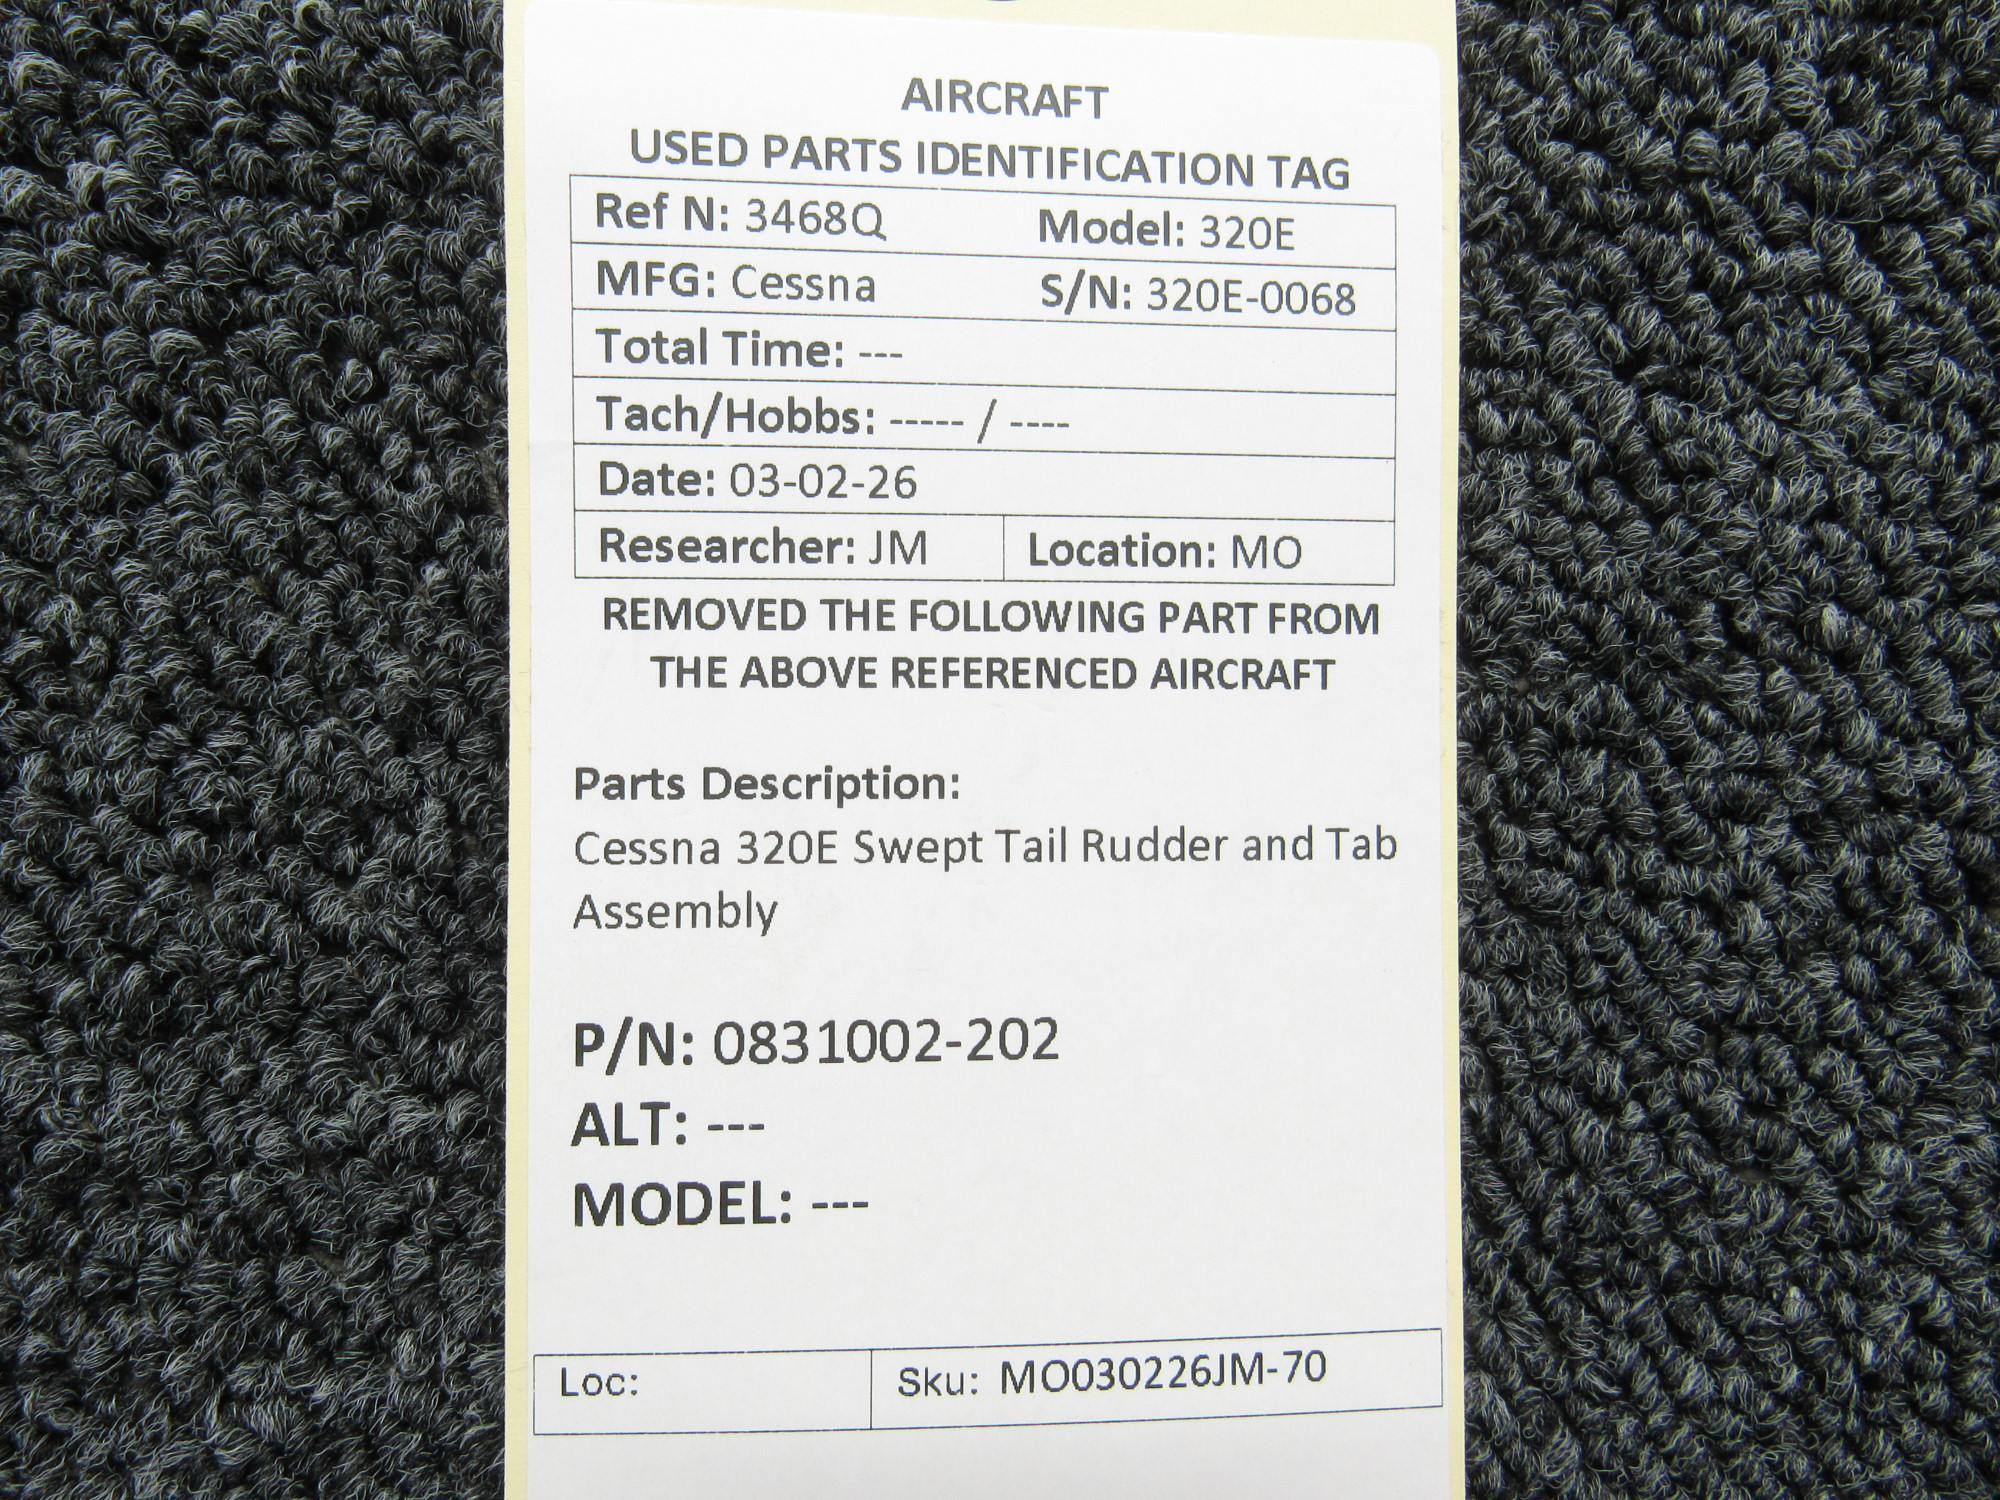 AIRCRAFT
USED PARTS IDENTIFICATION TAG
Ref N: 3468Q Model: 320E
MFG: Cessna S/N: 320E-0068
Total Time: ---
Tach/Hobbs: ----- / ----
Date: 03-02-26
Researcher: JM Location: MO
REMOVED THE FOLLOWING PART FROM
THE ABOVE REFERENCED AIRCRAFT
Parts Description:
Cessna 320E Swept Tail Rudder and Tab
Assembly
P/N: 0831002-202
ALT: ---
MODEL: ---
Loc: Sku: MO030226JM-70